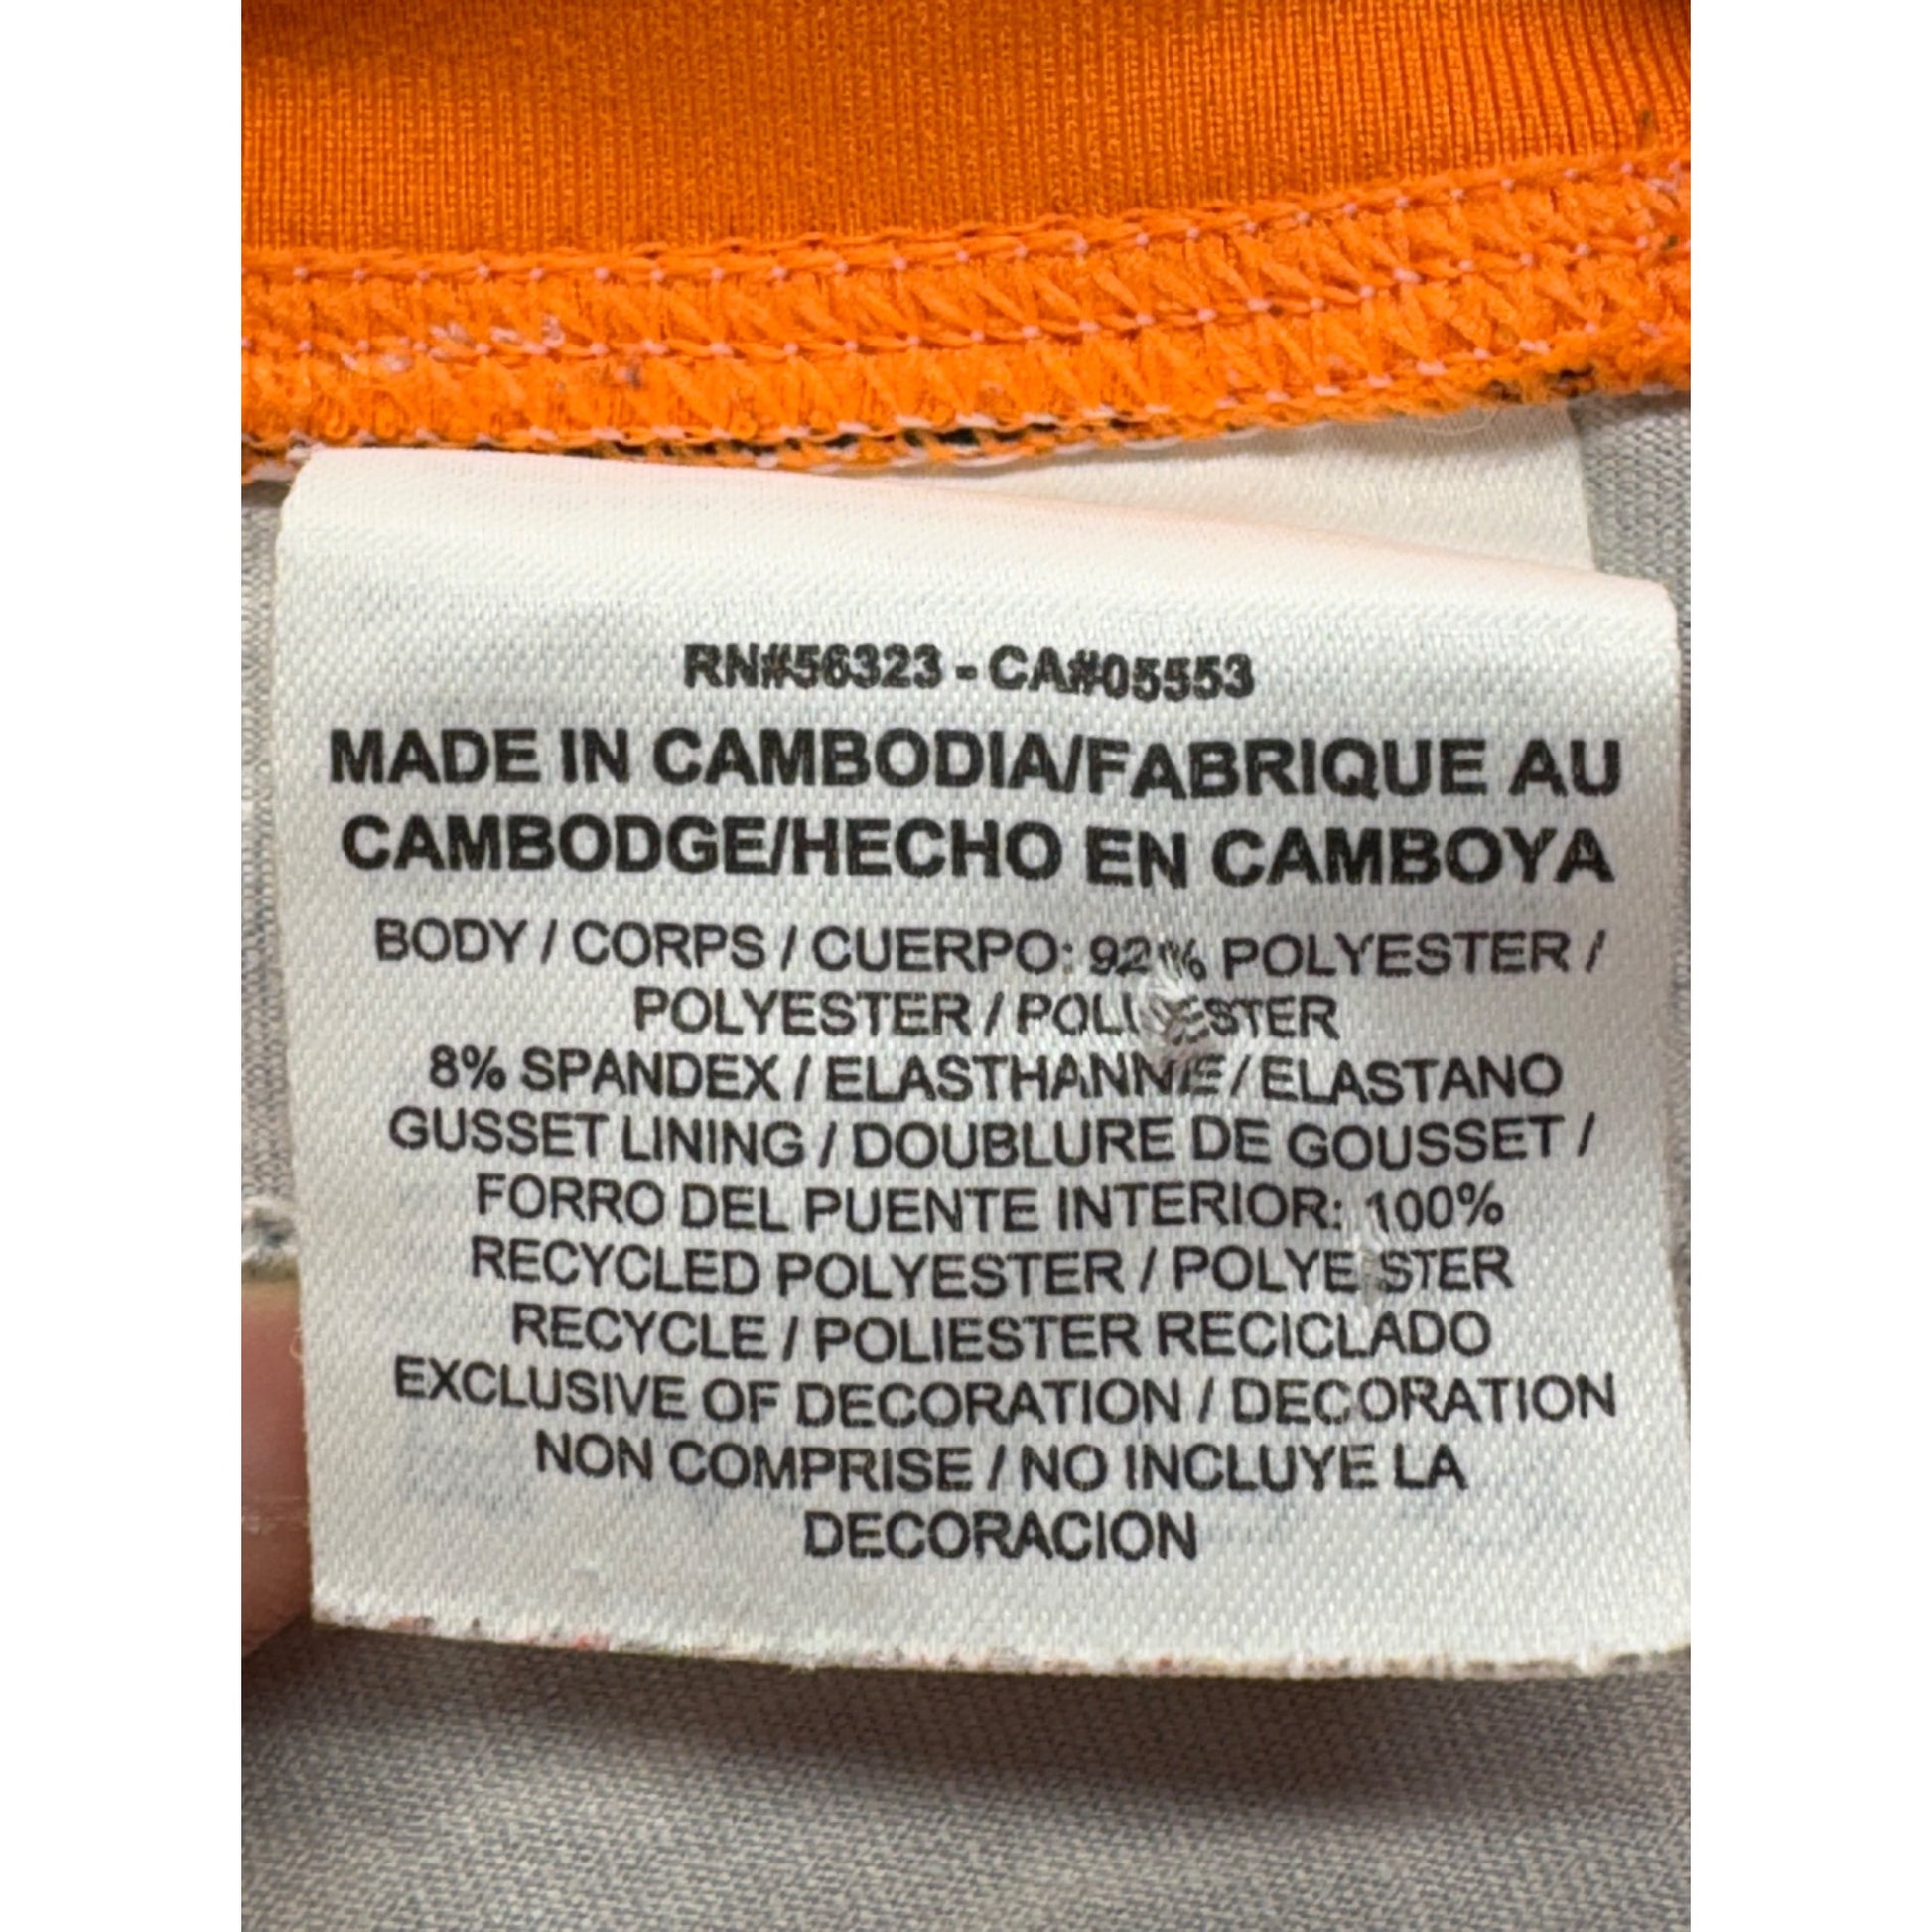 RN#56323 - CA#05553
MADE IN CAMBODIA/FABRIQUE AU
CAMBODGE/HECHO EN CAMBOYA
BODY / CORPS / CUERPO: 92% POLYESTER /
POLYESTER / POLIESTER
8% SPANDEX / ELASTHANNE / ELASTANO
GUSSET LINING / DOUBLURE DE GOUSSET /
FORRO DEL PUENTE INTERIOR: 100%
RECYCLED POLYESTER / POLYESTER
RECYCLE / POLIESTER RECICLADO
EXCLUSIVE OF DECORATION / DECORATION
NON COMPRISE / NO INCLUYE LA
DECORACION